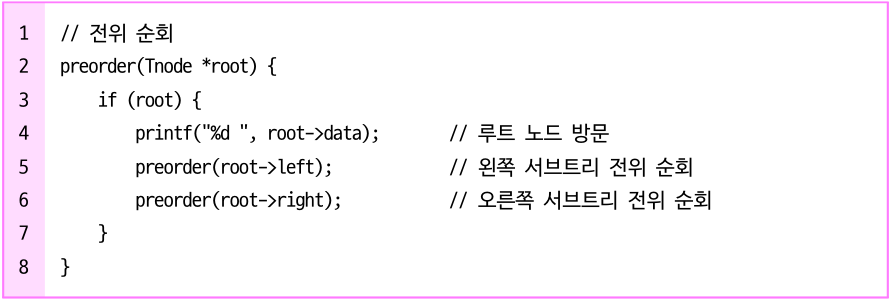 1 // 전위 순회
2 preorder(Tnode *root) {
3 if (root) {
4 printf("%d ", root->data); // 루트 노드 방문
5 preorder(root->left); // 왼쪽 서브트리 전위 순회
6 preorder(root->right); // 오른쪽 서브트리 전위 순회
7 }
8 }